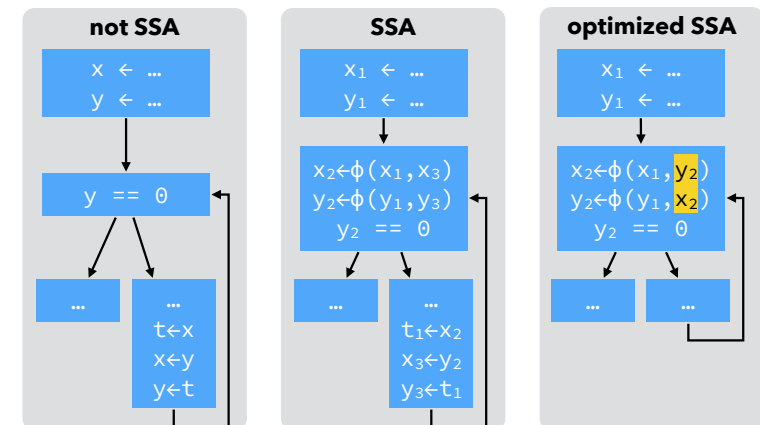 not SSA
x ← …
y ← …
y == 0
…
…
t←x
x←y
y←t
SSA
x₁ ← …
y₁ ← …
x₂←ϕ(x₁,x₃)
y₂←ϕ(y₁,y₃)
y₂ == 0
…
…
t₁←x₂
x₃←y₂
y₃←t₁
optimized SSA
x₁ ← …
y₁ ← …
x₂←ϕ(x₁,y₂)
y₂←ϕ(y₁,x₂)
y₂ == 0
…
…